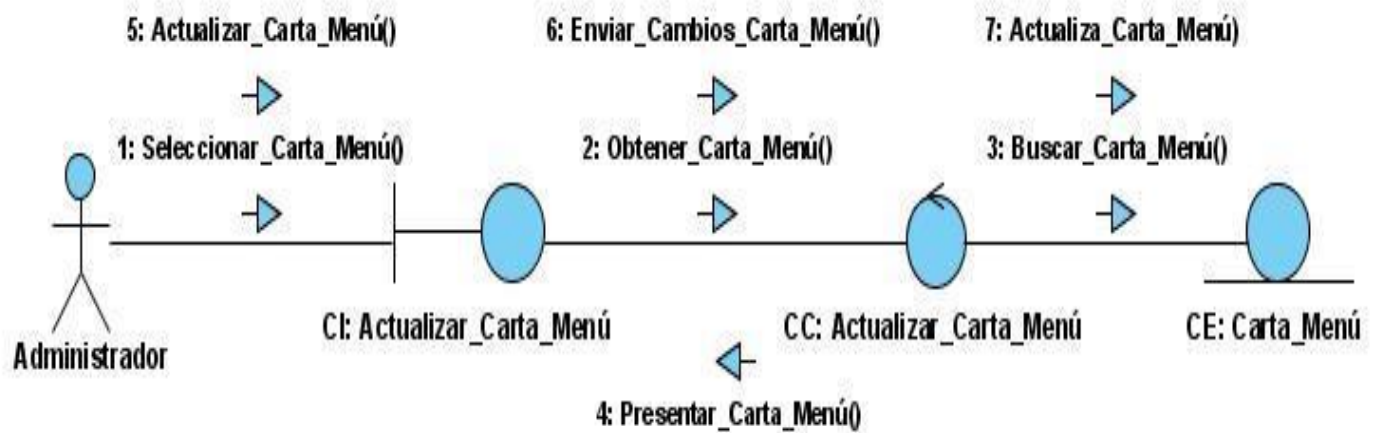 5: Actualizar_Carta_Menú()
6: Enviar_Cambios_Carta_Menú()
7: Actualiza_Carta_Menú)
1: Seleccionar_Carta_Menú()
2: Obtener_Carta_Menú()
3: Buscar_Carta_Menú()
CI: Actualizar_Carta_Menú
CC: Actualizar_Carta_Menú
CE: Carta_Menú
Administrador
4: Presentar_Carta_Menú()